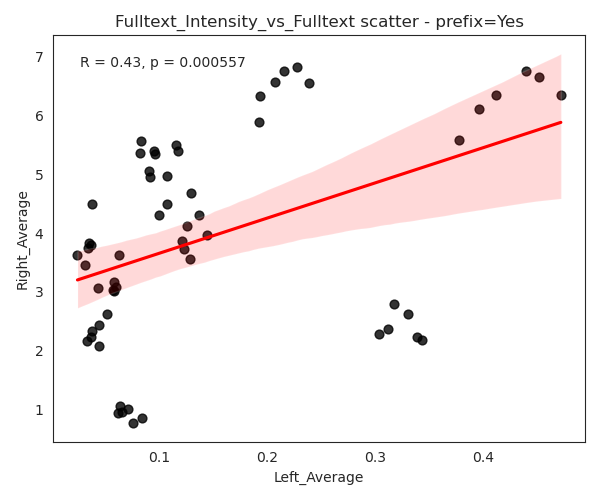 Fulltext_Intensity_vs_Fulltext scatter - prefix=Yes
R = 0.43, p = 0.000557
7
6
5
4
3
2
1
Right_Average
0.1 0.2 0.3 0.4
Left_Average